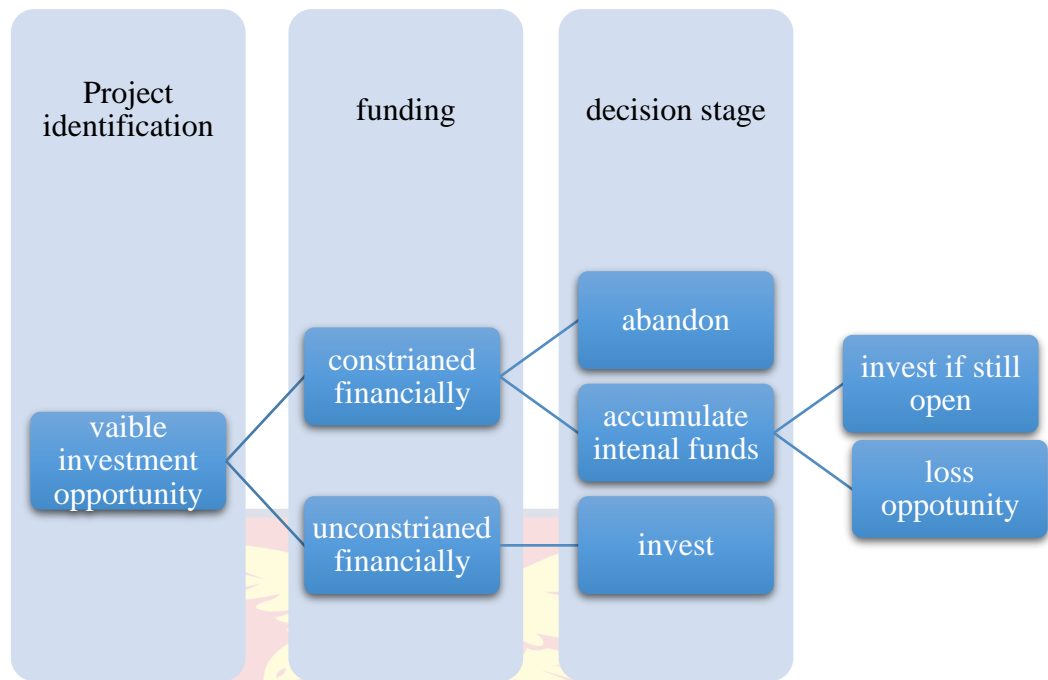 Project
identification
funding
decision stage
vaible
investment
opportunity
constrianed
financially
unconstrianed
financially
abandon
accumulate
intenal funds
invest
invest if still
open
loss
oppotunity